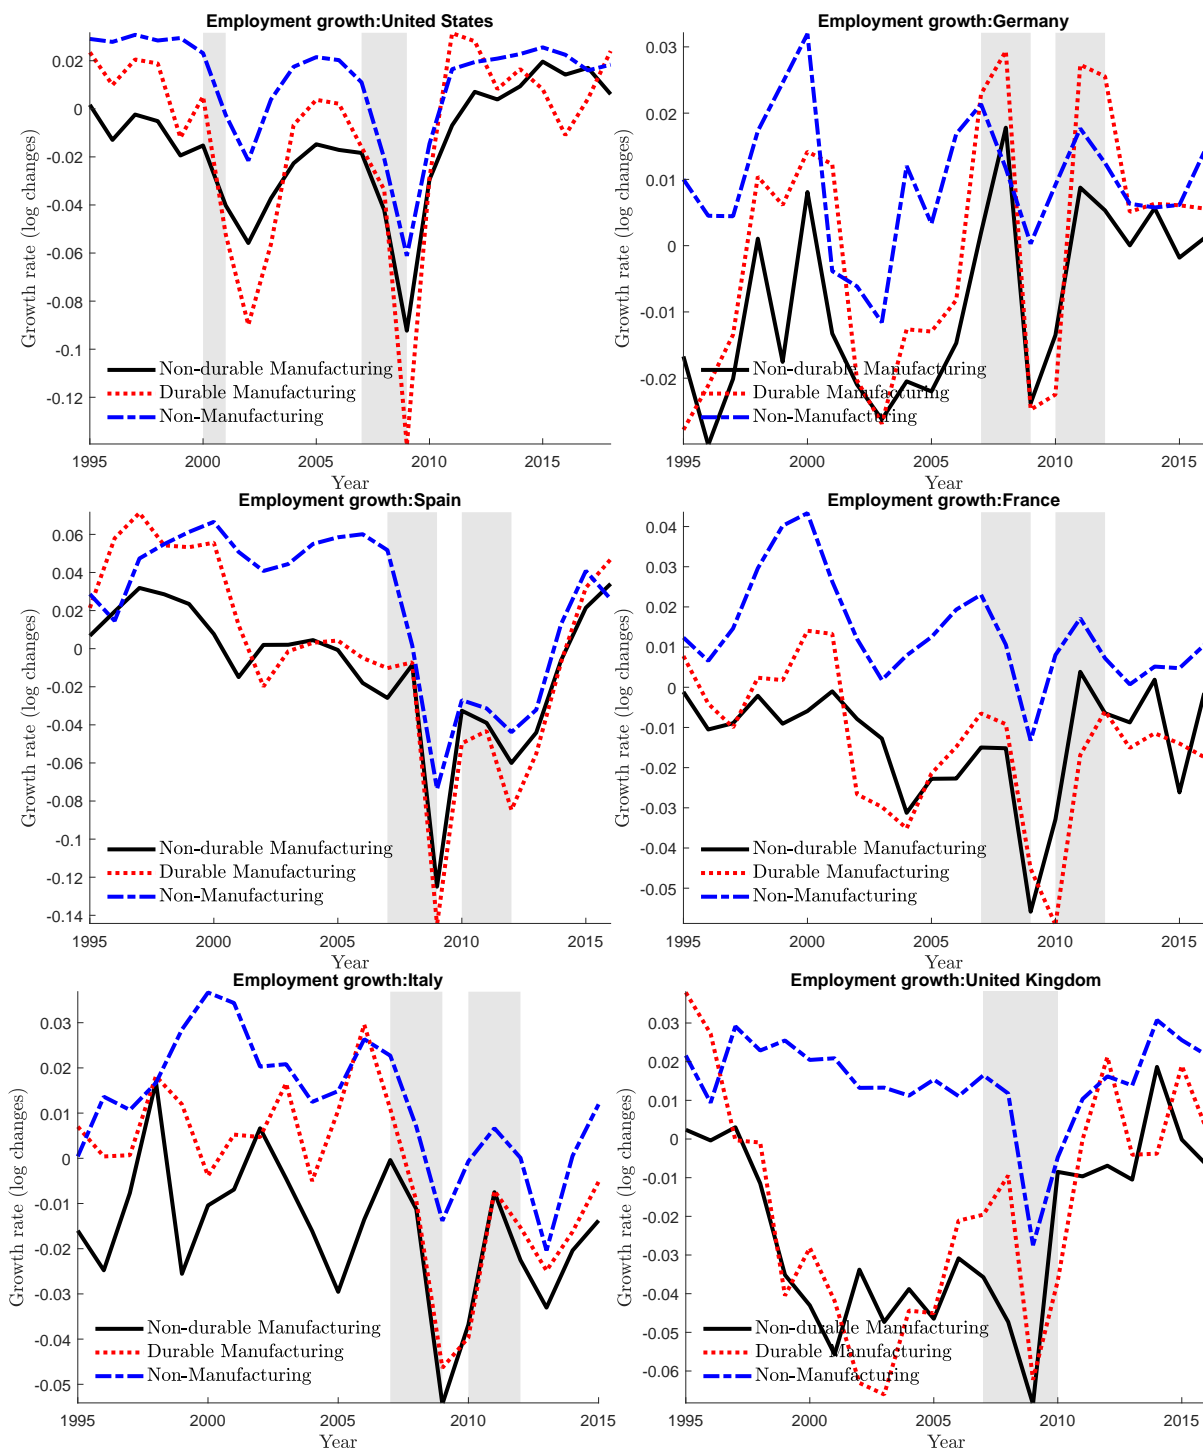 Employment growth:United States
0.02
0
-0.02
-0.04
-0.06
-0.08
-0.1
-0.12
Growth rate (log changes)
Non-durable Manufacturing
Durable Manufacturing
Non-Manufacturing
1995 2000 2005 2010 2015
Year
Employment growth:Germany
0.03
0.02
0.01
0
-0.01
-0.02
Growth rate (log changes)
Non-durable Manufacturing
Durable Manufacturing
Non-Manufacturing
1995 2000 2005 2010 2015
Year
Employment growth:Spain
0.06
0.04
0.02
0
-0.02
-0.04
-0.06
-0.08
-0.1
-0.12
-0.14
Growth rate (log changes)
Non-durable Manufacturing
Durable Manufacturing
Non-Manufacturing
1995 2000 2005 2010 2015
Year
Employment growth:France
0.04
0.03
0.02
0.01
0
-0.01
-0.02
-0.03
-0.04
-0.05
Growth rate (log changes)
Non-durable Manufacturing
Durable Manufacturing
Non-Manufacturing
1995 2000 2005 2010 2015
Year
Employment growth:Italy
0.03
0.02
0.01
0
-0.01
-0.02
-0.03
-0.04
-0.05
Growth rate (log changes)
Non-durable Manufacturing
Durable Manufacturing
Non-Manufacturing
1995 2000 2005 2010 2015
Year
Employment growth:United Kingdom
0.03
0.02
0.01
0
-0.01
-0.02
-0.03
-0.04
-0.05
-0.06
Growth rate (log changes)
Non-durable Manufacturing
Durable Manufacturing
Non-Manufacturing
1995 2000 2005 2010 2015
Year